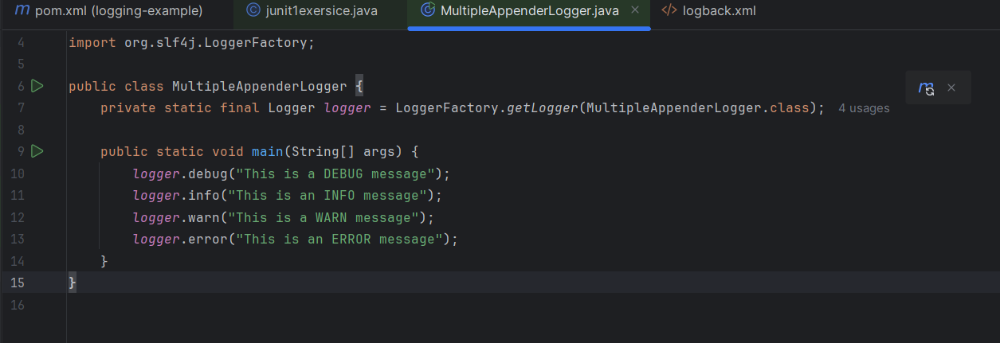 pom.xml (logging-example) junit1exersice.java MultipleAppenderLogger.java logback.xml
4 import org.slf4j.LoggerFactory;
5
6 public class MultipleAppenderLogger {
7 private static final Logger logger = LoggerFactory.getLogger(MultipleAppenderLogger.class); 4 usages
8
9 public static void main(String[] args) {
10 logger.debug("This is a DEBUG message");
11 logger.info("This is an INFO message");
12 logger.warn("This is a WARN message");
13 logger.error("This is an ERROR message");
14 }
15 }
16